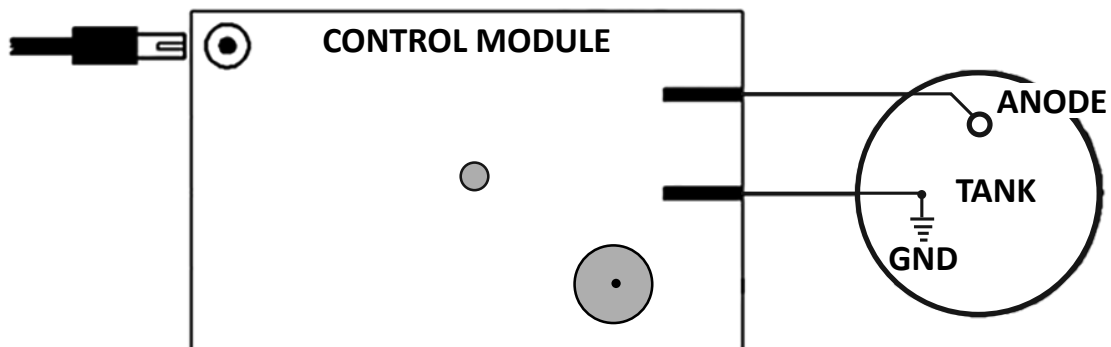 CONTROL MODULE
ANODE
TANK
GND